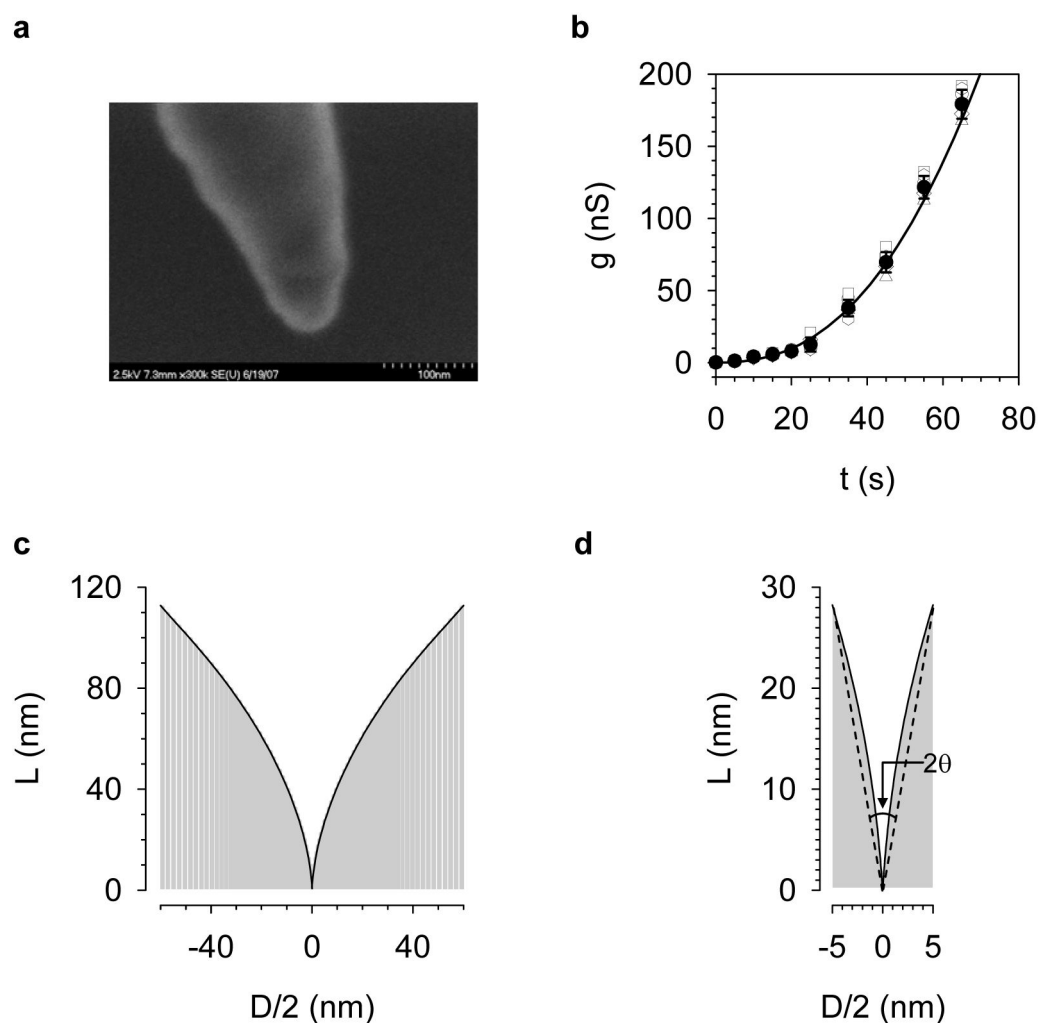 a
2.5kV 7.3mm x300k SE(U) 6/19/07
100nm
b
200
150
100
50
0
g (nS)
0 20 40 60 80
t (s)
c
120
80
40
0
L (nm)
-40 0 40
D/2 (nm)
d
30
20
10
0
L (nm)
2θ
-5 0 5
D/2 (nm)